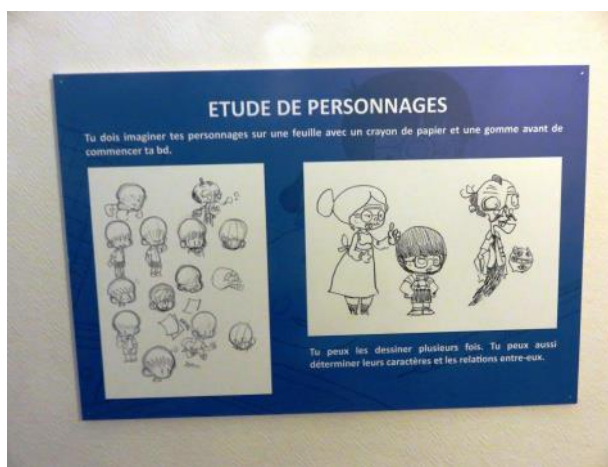 ETUDE DE PERSONNAGES
Tu dois imaginer tes personnages sur une feuille avec un crayon de papier et une gomme avant de
commencer ta bd.
Tu peux les dessiner plusieurs fois. Tu peux aussi
déterminer leurs caractères et les relations entre-eux.